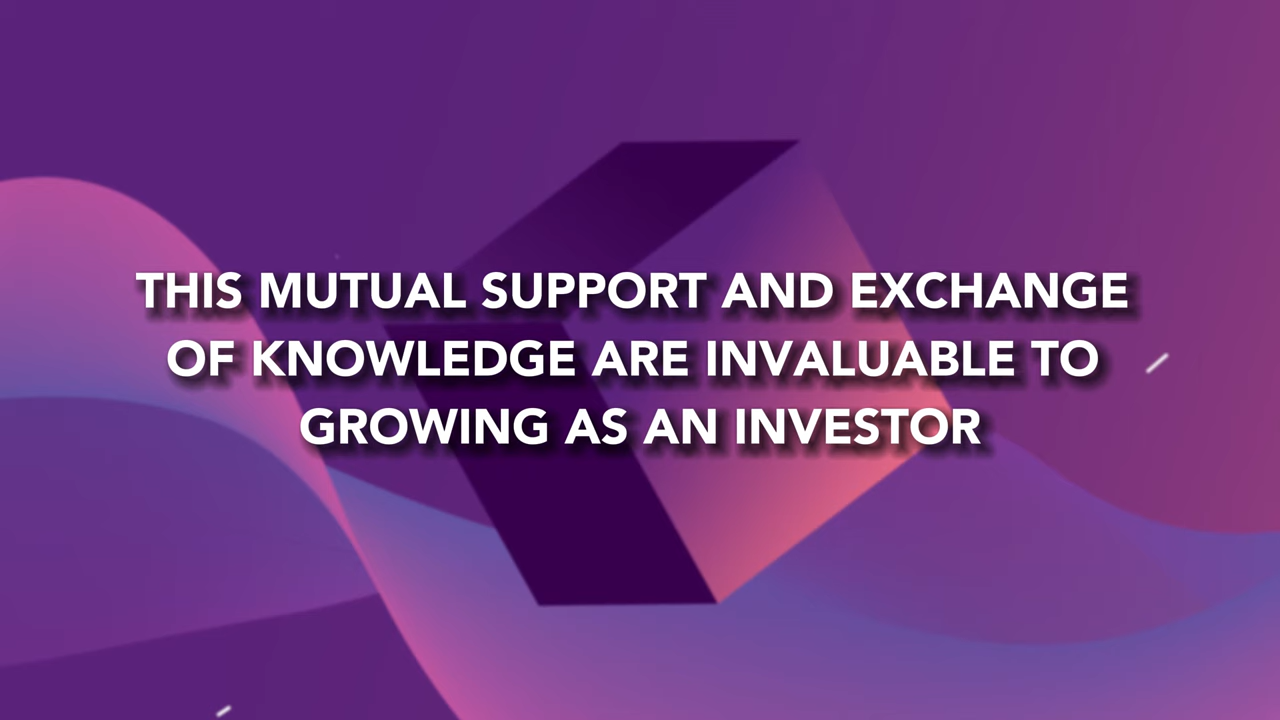 THIS MUTUAL SUPPORT AND EXCHANGE
OF KNOWLEDGE ARE INVALUABLE TO
GROWING AS AN INVESTOR